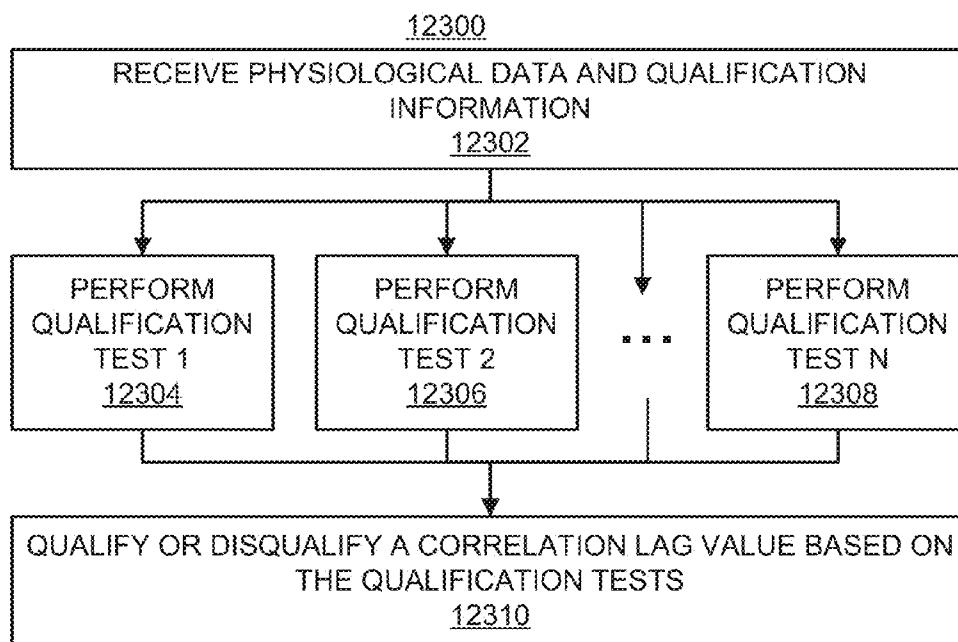 12300
RECEIVE PHYSIOLOGICAL DATA AND QUALIFICATION
INFORMATION
12302
PERFORM
QUALIFICATION
TEST 1
12304
PERFORM
QUALIFICATION
TEST 2
12306
...
PERFORM
QUALIFICATION
TEST N
12308
QUALIFY OR DISQUALIFY A CORRELATION LAG VALUE BASED ON
THE QUALIFICATION TESTS
12310